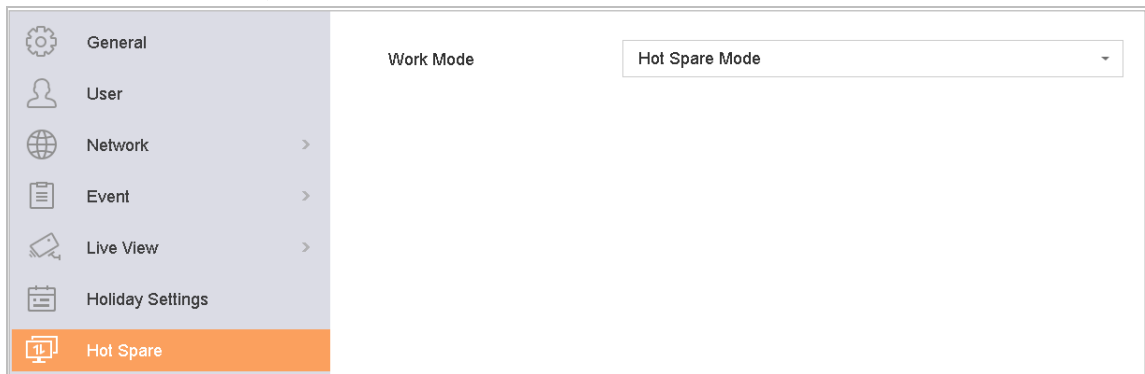 General
User
Network
Event
Live View
Holiday Settings
Hot Spare
Work Mode
Hot Spare Mode